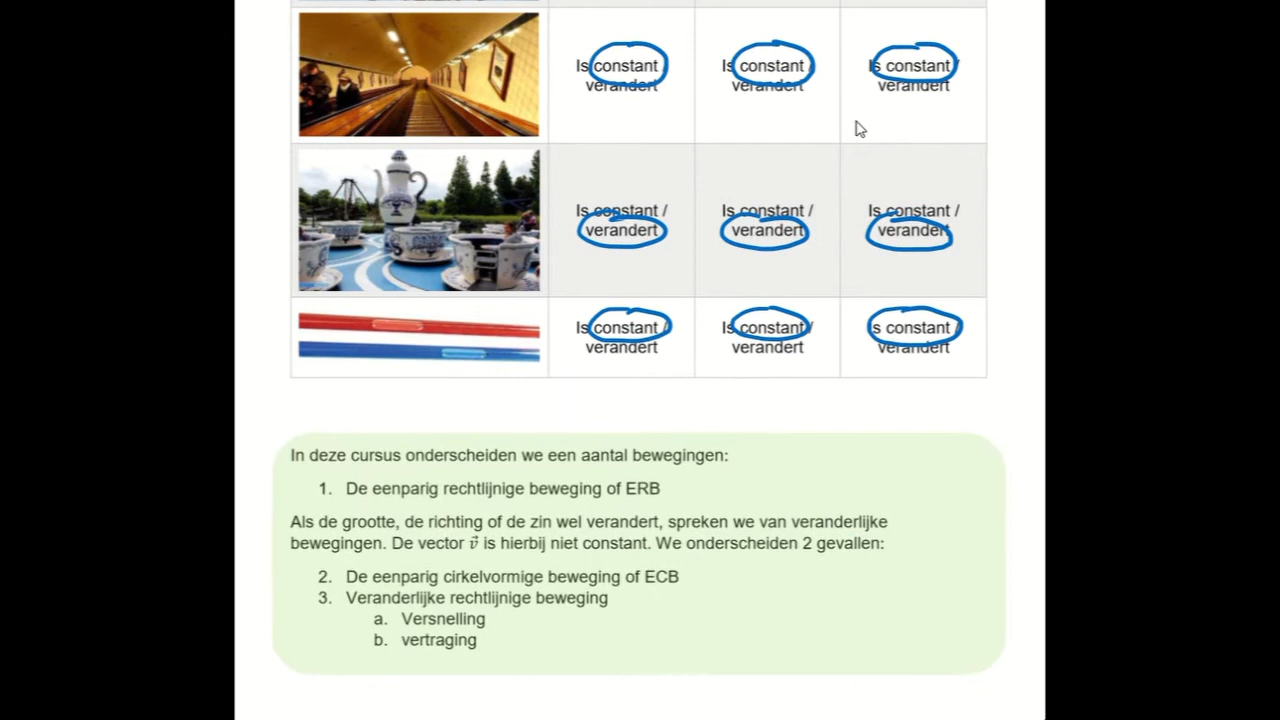 Is constant / Is constant / Is constant /
verandert verandert verandert
Is constant / Is constant / Is constant /
verandert verandert verandert
Is constant / Is constant / Is constant /
verandert verandert verandert
In deze cursus onderscheiden we een aantal bewegingen:
1. De eenparig rechtlijnige beweging of ERB
Als de grootte, de richting of de zin wel verandert, spreken we van veranderlijke
bewegingen. De vector v⃗ is hierbij niet constant. We onderscheiden 2 gevallen:
2. De eenparig cirkelvormige beweging of ECB
3. Veranderlijke rechtlijnige beweging
a. Versnelling
b. vertraging